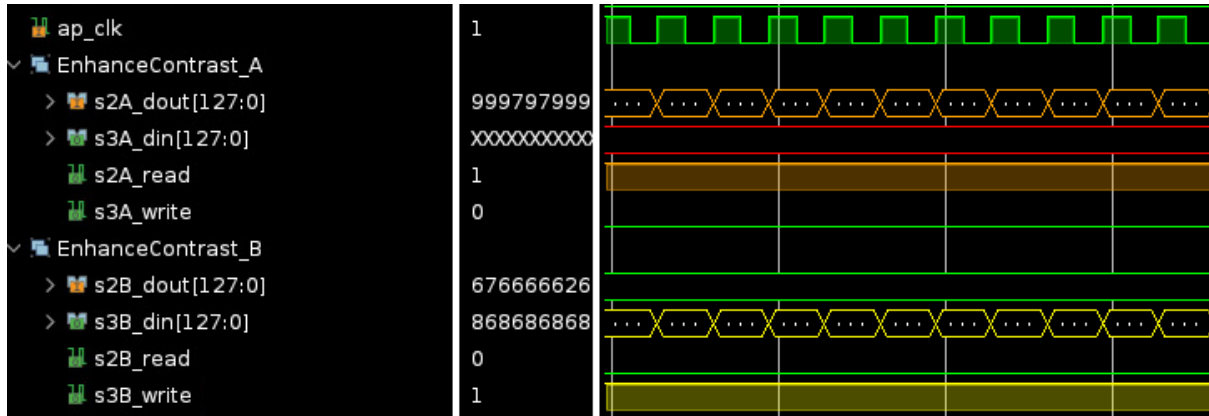 ap_clk 1
EnhanceContrast_A
s2A_dout[127:0] 999797999
s3A_din[127:0] XXXXXXXXXXX
s2A_read 1
s3A_write 0
EnhanceContrast_B
s2B_dout[127:0] 676666626
s3B_din[127:0] 868686868
s2B_read 0
s3B_write 1